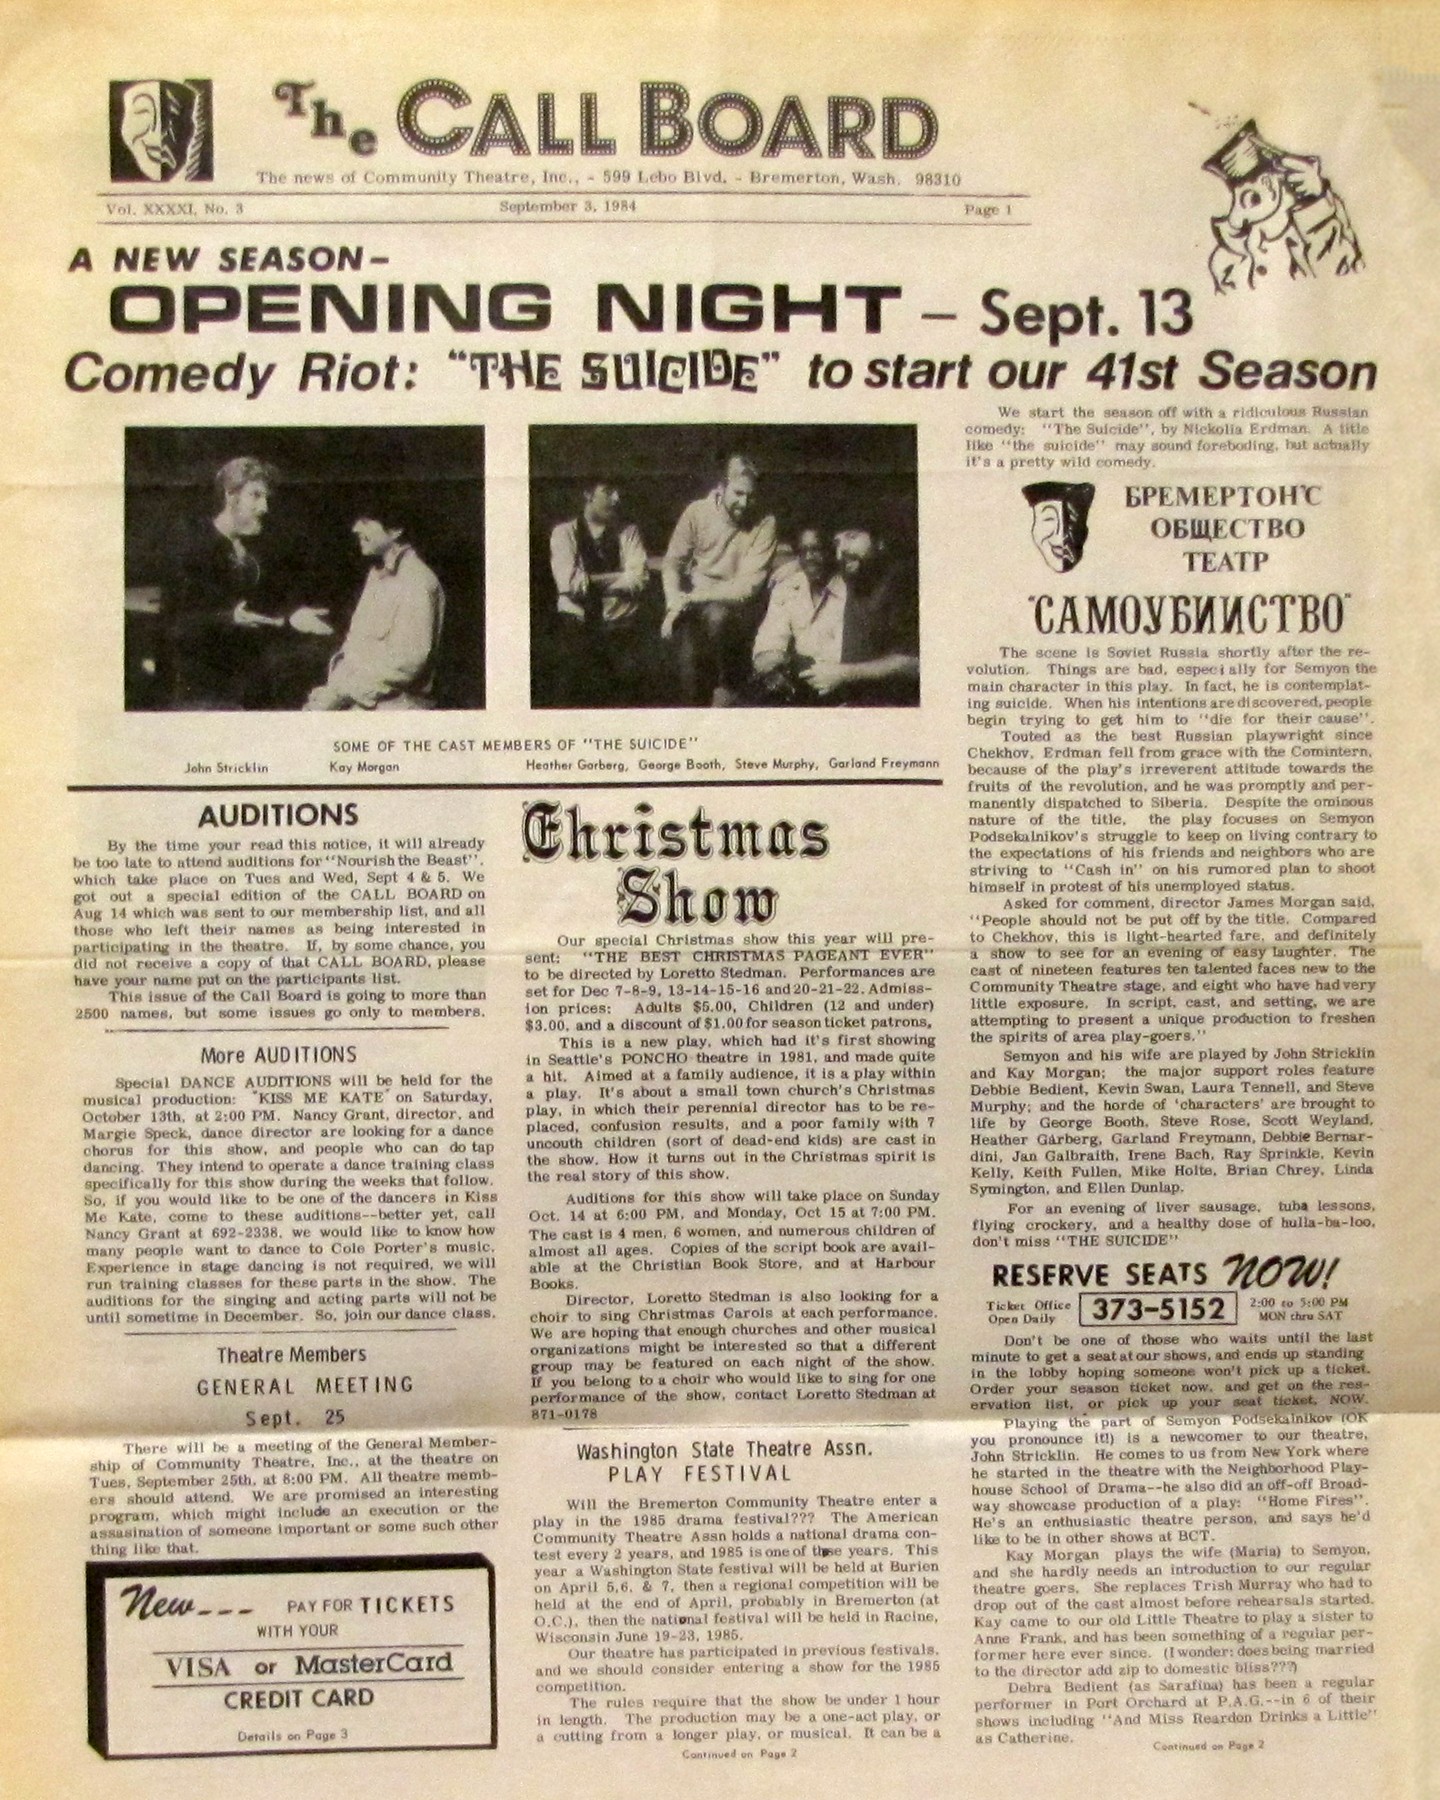 The CALL BOARD
The news of Community Theatre, Inc., - 599 Lebo Blvd. - Bremerton, Wash. 98310
Vol. XXXXI, No. 3 September 3, 1984 Page 1
A NEW SEASON-
OPENING NIGHT - Sept. 13
Comedy Riot: "THE SUICIDE" to start our 41st Season
SOME OF THE CAST MEMBERS OF "THE SUICIDE"
John Stricklin Kay Morgan Heather Garberg, George Booth, Steve Murphy, Garland Freymann
AUDITIONS
By the time your read this notice, it will already
be too late to attend auditions for "Nourish the Beast",
which take place on Tues and Wed, Sept 4 & 5. We
got out a special edition of the CALL BOARD on
Aug 14 which was sent to our membership list, and all
those who left their names as being interested in
participating in the theatre. If, by some chance, you
did not receive a copy of that CALL BOARD, please
have your name put on the participants list.
This issue of the Call Board is going to more than
2500 names, but some issues go only to members.
More AUDITIONS
Special DANCE AUDITIONS will be held for the
musical production: "KISS ME KATE" on Saturday,
October 13th, at 2:00 PM. Nancy Grant, director, and
Margie Speck, dance director are looking for a dance
chorus for this show, and people who can do tap
dancing. They intend to operate a dance training class
specifically for this show during the weeks that follow.
So, if you would like to be one of the dancers in Kiss
Me Kate, come to these auditions--better yet, call
Nancy Grant at 692-2338, we would like to know how
many people want to dance to Cole Porter's music.
Experience in stage dancing is not required, we will
run training classes for these parts in the show. The
auditions for the singing and acting parts will not be
until sometime in December. So, join our dance class.
Theatre Members
GENERAL MEETING
Sept. 25
There will be a meeting of the General Member-
ship of Community Theatre, Inc., at the theatre on
Tues, September 25th, at 8:00 PM. All theatre memb-
ers should attend. We are promised an interesting
program, which might include an execution or the
assasination of someone important or some such other
thing like that.
New--- PAY FOR TICKETS
WITH YOUR
VISA or MasterCard
CREDIT CARD
Details on Page 3
Christmas
Show
Our special Christmas show this year will pre-
sent: "THE BEST CHRISTMAS PAGEANT EVER"
to be directed by Loretto Stedman. Performances are
set for Dec 7-8-9, 13-14-15-16 and 20-21-22. Admiss-
ion prices: Adults $5.00, Children (12 and under)
$3.00, and a discount of $1.00 for season ticket patrons.
This is a new play, which had it's first showing
in Seattle's PONCHO theatre in 1981, and made quite
a hit. Aimed at a family audience, it is a play within
a play. It's about a small town church's Christmas
play, in which their perennial director has to be re-
placed, confusion results, and a poor family with 7
uncouth children (sort of dead-end kids) are cast in
the show. How it turns out in the Christmas spirit is
the real story of this show.
Auditions for this show will take place on Sunday
Oct. 14 at 6:00 PM, and Monday, Oct 15 at 7:00 PM.
The cast is 4 men, 6 women, and numerous children of
almost all ages. Copies of the script book are avail-
able at the Christian Book Store, and at Harbour
Books.
Director, Loretto Stedman is also looking for a
choir to sing Christmas Carols at each performance.
We are hoping that enough churches and other musical
organizations might be interested so that a different
group may be featured on each night of the show.
If you belong to a choir who would like to sing for one
performance of the show, contact Loretto Stedman at
871-0178
Washington State Theatre Assn.
PLAY FESTIVAL
Will the Bremerton Community Theatre enter a
play in the 1985 drama festival??? The American
Community Theatre Assn holds a national drama con-
test every 2 years, and 1985 is one of those years. This
year a Washington State festival will be held at Burien
on April 5,6, & 7, then a regional competition will be
held at the end of April, probably in Bremerton (at
O.C.), then the national festival will be held in Racine,
Wisconsin June 19-23, 1985.
Our theatre has participated in previous festivals,
and we should consider entering a show for the 1985
competition.
The rules require that the show be under 1 hour
in length. The production may be a one-act play, or
a cutting from a longer play, or musical. It can be a
Continued on Page 2
We start the season off with a ridiculous Russian
comedy: "The Suicide", by Nickolia Erdman. A title
like "the suicide" may sound foreboding, but actually
it's a pretty wild comedy.
БРЕМЕРТОН'С
ОБЩЕСТВО
ТЕАТР
"САМОУБИИСТВО"
The scene is Soviet Russia shortly after the re-
volution. Things are bad, especially for Semyon the
main character in this play. In fact, he is contemplat-
ing suicide. When his intentions are discovered, people
begin trying to get him to "die for their cause".
Touted as the best Russian playwright since
Chekhov, Erdman fell from grace with the Comintern,
because of the play's irreverent attitude towards the
fruits of the revolution, and he was promptly and per-
manently dispatched to Siberia. Despite the ominous
nature of the title, the play focuses on Semyon
Podsekalnikov's struggle to keep on living contrary to
the expectations of his friends and neighbors who are
striving to "Cash in" on his rumored plan to shoot
himself in protest of his unemployed status.
Asked for comment, director James Morgan said,
"People should not be put off by the title. Compared
to Chekhov, this is light-hearted fare, and definitely
a show to see for an evening of easy laughter. The
cast of nineteen features ten talented faces new to the
Community Theatre stage, and eight who have had very
little exposure. In script, cast, and setting, we are
attempting to present a unique production to freshen
the spirits of area play-goers."
Semyon and his wife are played by John Stricklin
and Kay Morgan; the major support roles feature
Debbie Bedient, Kevin Swan, Laura Tennell, and Steve
Murphy; and the horde of 'characters' are brought to
life by George Booth, Steve Rose, Scott Weyland,
Heather Garberg, Garland Freymann, Debbie Bernar-
dini, Jan Galbraith, Irene Bach, Ray Sprinkle, Kevin
Kelly, Keith Fullen, Mike Holte, Brian Chrey, Linda
Symington, and Ellen Dunlap.
For an evening of liver sausage, tuba lessons,
flying crockery, and a healthy dose of hulla-ba-loo,
don't miss "THE SUICIDE"
RESERVE SEATS NOW!
Ticket Office
Open Daily
373-5152
2:00 to 5:00 PM
MON thru SAT
Don't be one of those who waits until the last
minute to get a seat at our shows, and ends up standing
in the lobby hoping someone won't pick up a ticket.
Order your season ticket now, and get on the res-
ervation list, or pick up your seat ticket, NOW.
Playing the part of Semyon Podsekalnikov (OK
you pronounce it!) is a newcomer to our theatre,
John Stricklin. He comes to us from New York where
he started in the theatre with the Neighborhood Play-
house School of Drama--he also did an off-off Broad-
way showcase production of a play: "Home Fires".
He's an enthusiastic theatre person, and says he'd
like to be in other shows at BCT.
Kay Morgan plays the wife (Maria) to Semyon,
and she hardly needs an introduction to our regular
theatre goers. She replaces Trish Murray who had to
drop out of the cast almost before rehearsals started.
Kay came to our old Little Theatre to play a sister to
Anne Frank, and has been something of a regular per-
former here ever since. (I wonder: does being married
to the director add zip to domestic bliss???)
Debra Bedient (as Sarafina) has been a regular
performer in Port Orchard at P.A.G.--in 6 of their
shows including "And Miss Reardon Drinks a Little"
as Catherine.
Continued on Page 2